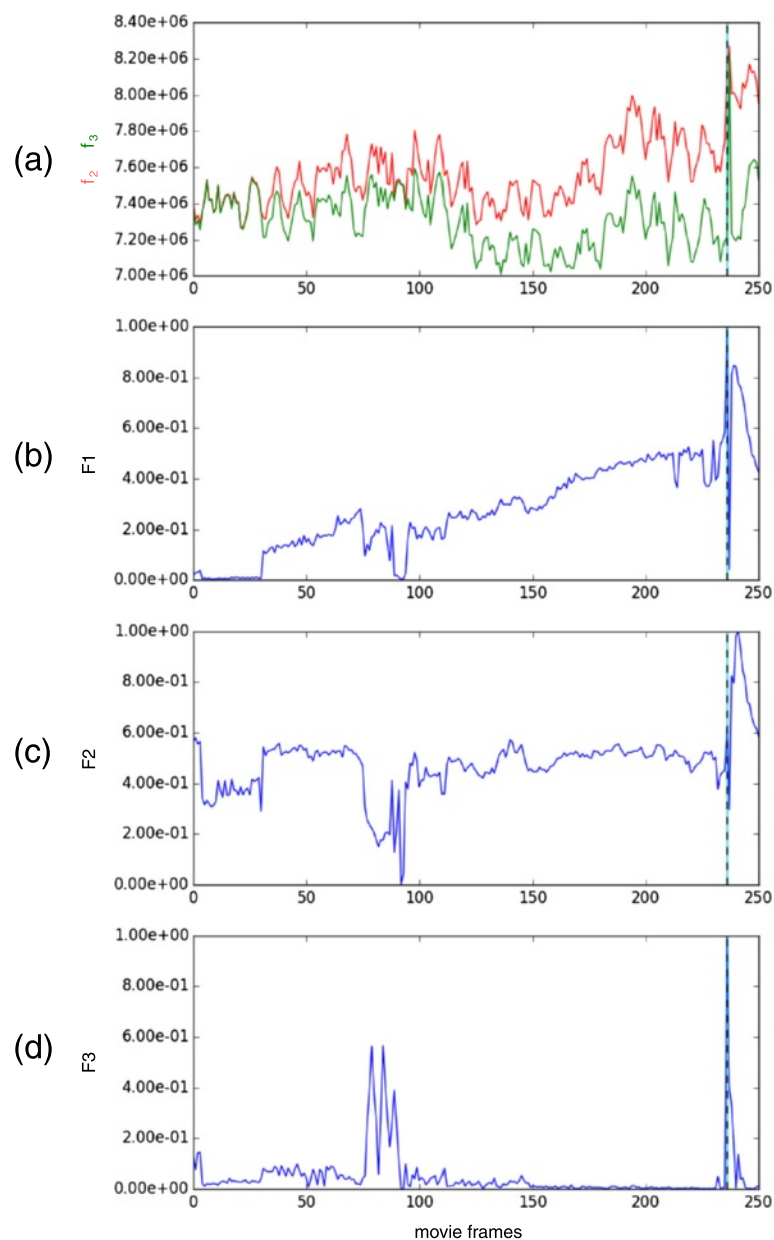 8.40e+06
8.20e+06
8.00e+06
7.80e+06
7.60e+06
7.40e+06
7.20e+06
7.00e+06
(a)
f2 f3
0 50 100 150 200 250
1.00e+00
8.00e-01
6.00e-01
4.00e-01
2.00e-01
0.00e+00
(b)
F1
0 50 100 150 200 250
1.00e+00
8.00e-01
6.00e-01
4.00e-01
2.00e-01
0.00e+00
(c)
F2
0 50 100 150 200 250
1.00e+00
8.00e-01
6.00e-01
4.00e-01
2.00e-01
0.00e+00
(d)
F3
0 50 100 150 200 250
movie frames